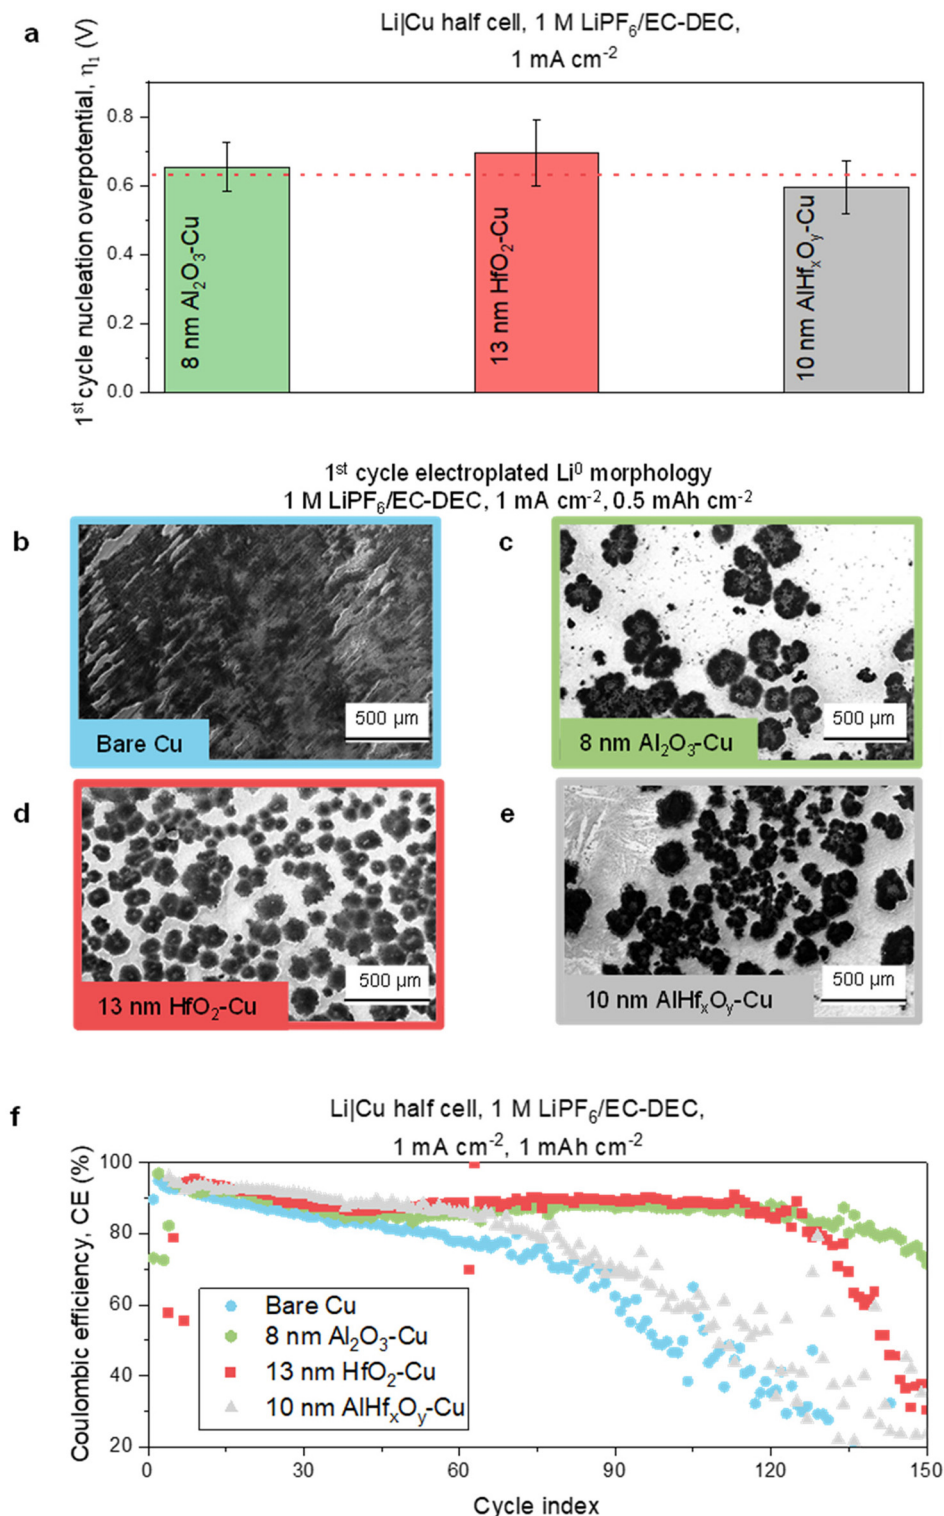 a
Li|Cu half cell, 1 M LiPF₆/EC-DEC,
1 mA cm⁻²
1ˢᵗ cycle nucleation overpotential, η₁ (V)
0.8
0.6
0.4
0.2
0.0
8 nm Al₂O₃-Cu
13 nm HfO₂-Cu
10 nm AlHfₓOᵧ-Cu
1ˢᵗ cycle electroplated Li⁰ morphology
1 M LiPF₆/EC-DEC, 1 mA cm⁻², 0.5 mAh cm⁻²
b
500 µm
Bare Cu
c
500 µm
8 nm Al₂O₃-Cu
d
500 µm
13 nm HfO₂-Cu
e
500 µm
10 nm AlHfₓOᵧ-Cu
f
Li|Cu half cell, 1 M LiPF₆/EC-DEC,
1 mA cm⁻², 1 mAh cm⁻²
Coulombic efficiency, CE (%)
100
80
60
40
20
Bare Cu
8 nm Al₂O₃-Cu
13 nm HfO₂-Cu
10 nm AlHfₓOᵧ-Cu
0 30 60 90 120 150
Cycle index